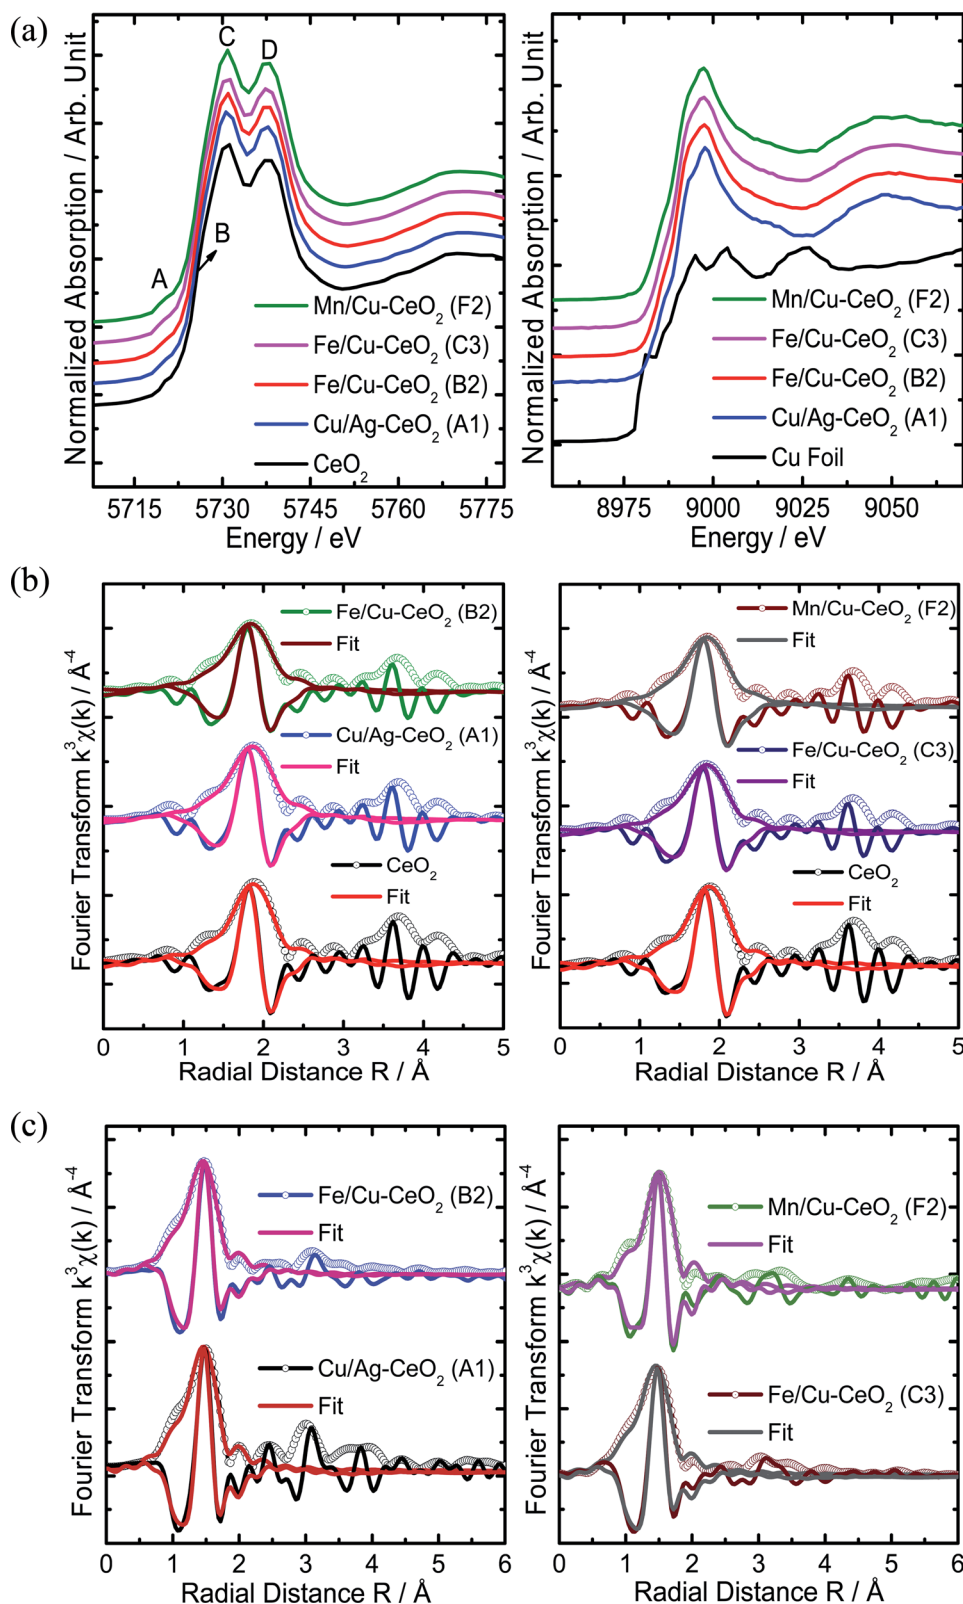 (a)
Normalized Absorption / Arb. Unit
C
D
A
B
Mn/Cu-CeO₂ (F2)
Fe/Cu-CeO₂ (C3)
Fe/Cu-CeO₂ (B2)
Cu/Ag-CeO₂ (A1)
CeO₂
5715 5730 5745 5760 5775
Energy / eV
Normalized Absorption / Arb. Unit
Mn/Cu-CeO₂ (F2)
Fe/Cu-CeO₂ (C3)
Fe/Cu-CeO₂ (B2)
Cu/Ag-CeO₂ (A1)
Cu Foil
8975 9000 9025 9050
Energy / eV
(b)
Fourier Transform k³χ(k) / Å⁻⁴
Fe/Cu-CeO₂ (B2)
Fit
Cu/Ag-CeO₂ (A1)
Fit
CeO₂
Fit
0 1 2 3 4 5
Radial Distance R / Å
Fourier Transform k³χ(k) / Å⁻⁴
Mn/Cu-CeO₂ (F2)
Fit
Fe/Cu-CeO₂ (C3)
Fit
CeO₂
Fit
0 1 2 3 4 5
Radial Distance R / Å
(c)
Fourier Transform k³χ(k) / Å⁻⁴
Fe/Cu-CeO₂ (B2)
Fit
Cu/Ag-CeO₂ (A1)
Fit
0 1 2 3 4 5 6
Radial Distance R / Å
Fourier Transform k³χ(k) / Å⁻⁴
Mn/Cu-CeO₂ (F2)
Fit
Fe/Cu-CeO₂ (C3)
Fit
0 1 2 3 4 5 6
Radial Distance R / Å